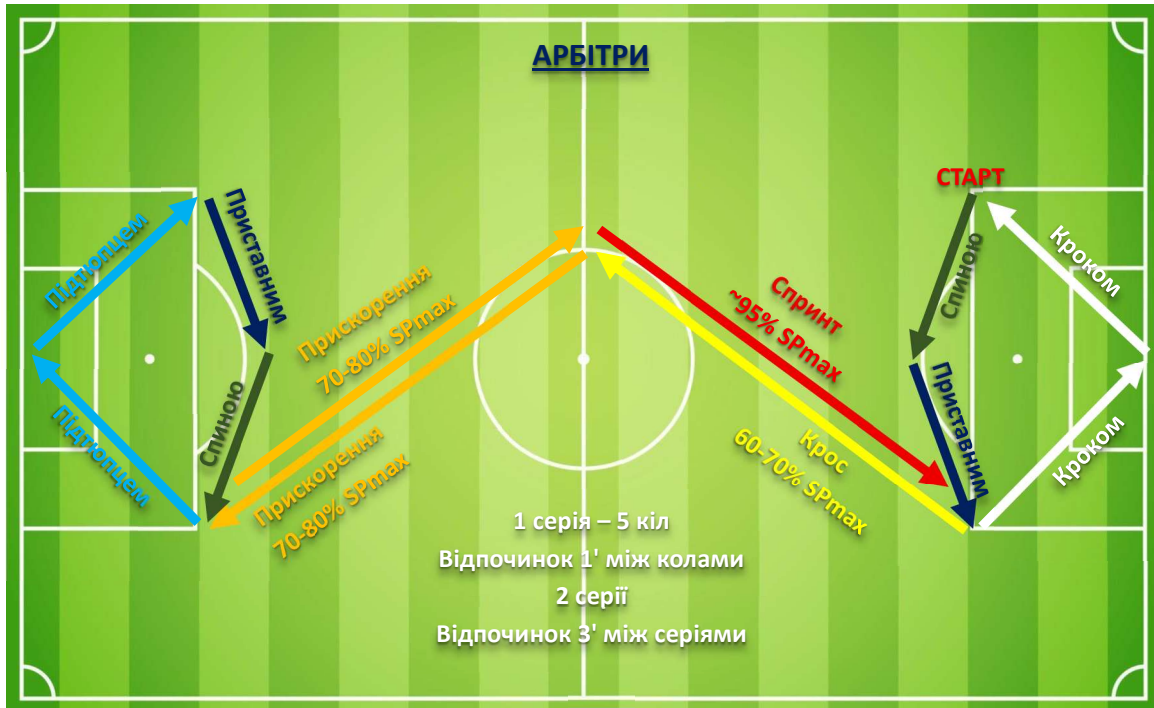 АРБІТРИ
СТАРТ
Спиною
Приставним
Кроком
Кроком
Спринт
~95% SPmax
Крос
60-70% SPmax
Прискорення
70-80% SPmax
Прискорення
70-80% SPmax
Приставним
Спиною
Підтюпцем
Підтюпцем
1 серія – 5 кіл
Відпочинок 1' між колами
2 серії
Відпочинок 3' між серіями